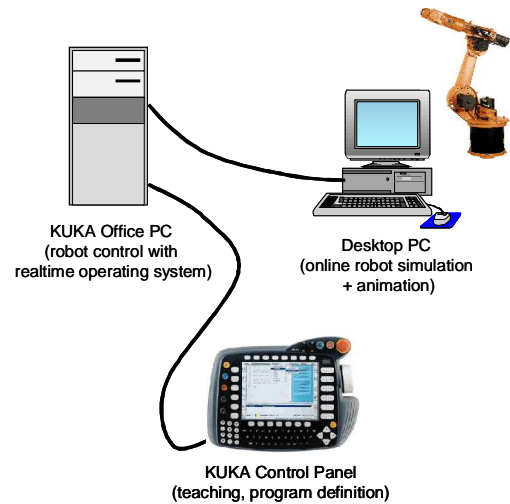 KUKA Office PC
(robot control with
realtime operating system)
Desktop PC
(online robot simulation
+ animation)
KUKA Control Panel
(teaching, program definition)